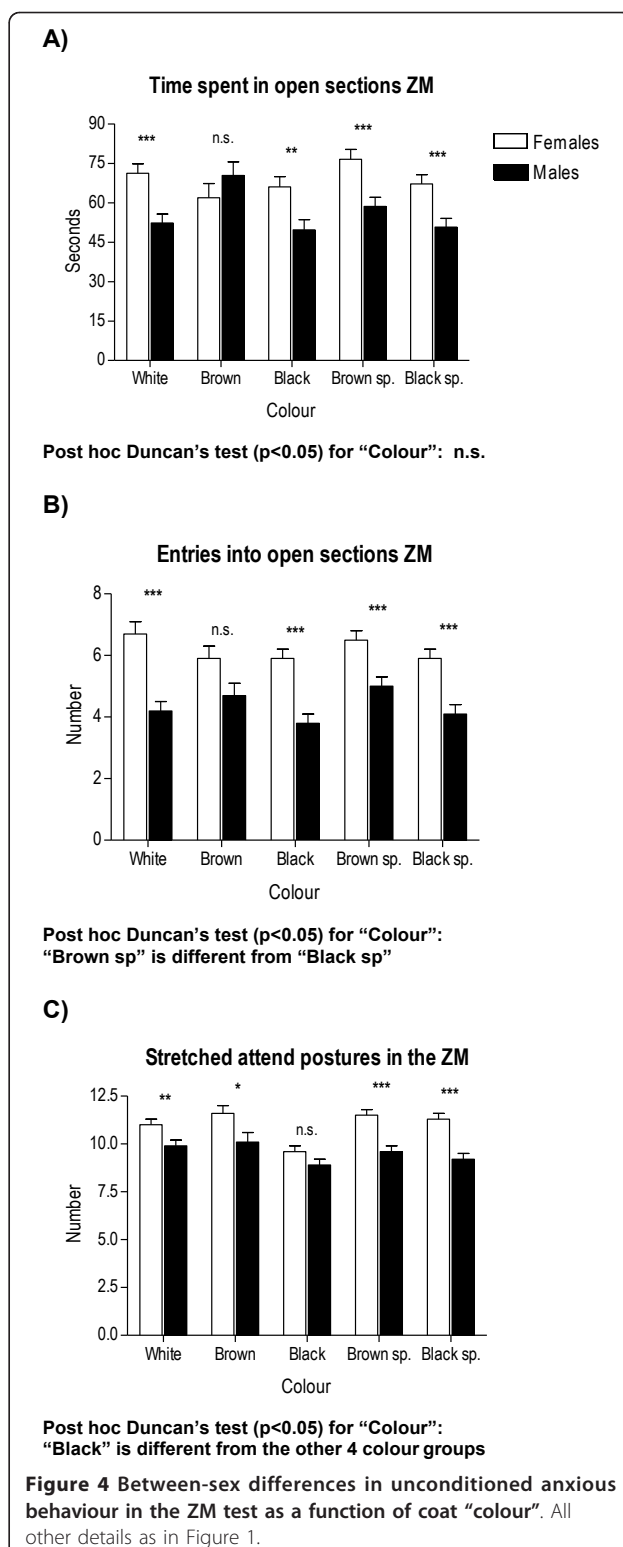 A)
Time spent in open sections ZM
90
75
60
45
30
15
0
Seconds
***
n.s.
**
***
***
Females
Males
White Brown Black Brown sp. Black sp.
Colour
Post hoc Duncan's test (p<0.05) for "Colour": n.s.
B)
Entries into open sections ZM
8
6
4
2
0
Number
***
n.s.
***
***
***
White Brown Black Brown sp. Black sp.
Colour
Post hoc Duncan's test (p<0.05) for "Colour":
"Brown sp" is different from "Black sp"
C)
Stretched attend postures in the ZM
12.5
10.0
7.5
5.0
2.5
0.0
Number
**
*
n.s.
***
***
White Brown Black Brown sp. Black sp.
Colour
Post hoc Duncan's test (p<0.05) for "Colour":
"Black" is different from the other 4 colour groups
Figure 4 Between-sex differences in unconditioned anxious
behaviour in the ZM test as a function of coat "colour". All
other details as in Figure 1.